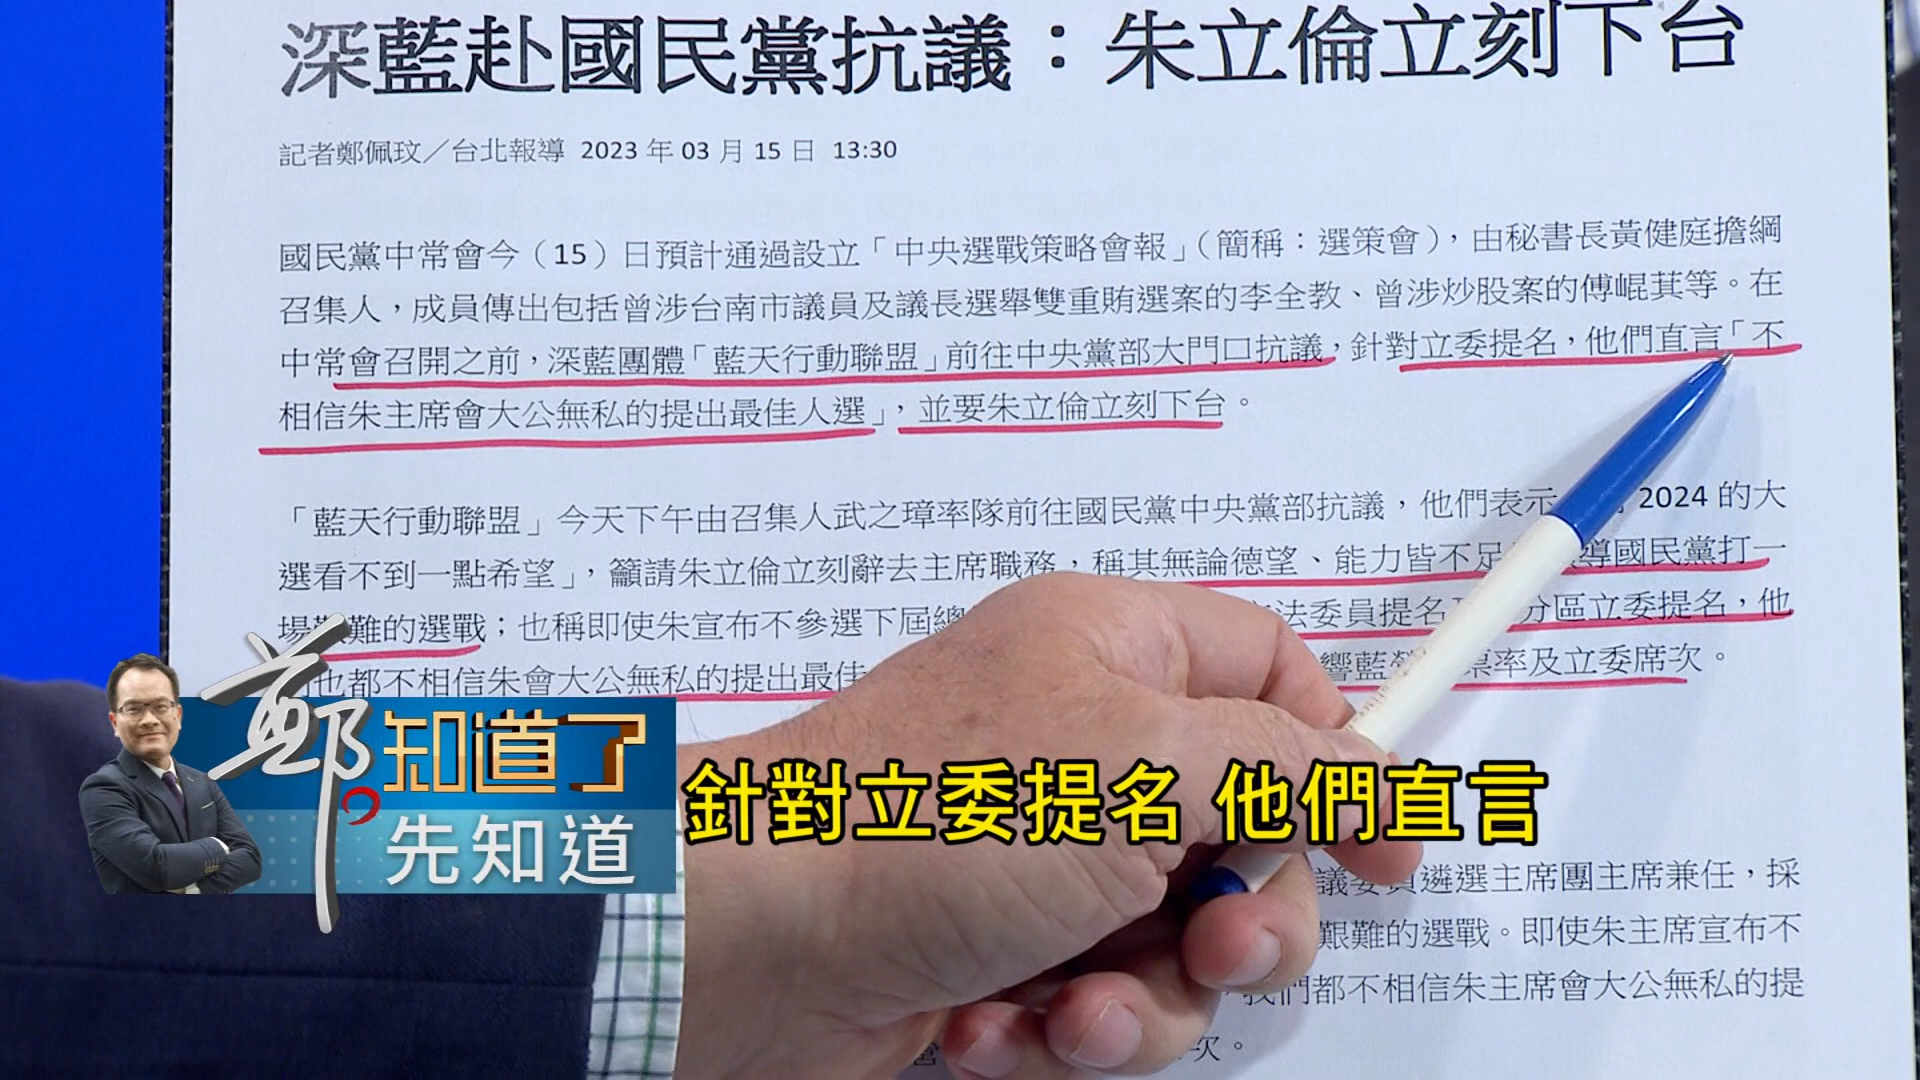 深藍赴國民黨抗議：朱立倫立刻下台
記者鄭佩玟／台北報導 2023 年 03 月 15 日 13:30
國民黨中常會今（15）日預計通過設立「中央選戰策略會報」（簡稱：選策會），由秘書長黃健庭擔綱
召集人，成員傳出包括曾涉台南市議員及議長選舉雙重賄選案的李全教、曾涉炒股案的傅崐萁等。在
中常會召開之前，深藍團體「藍天行動聯盟」前往中央黨部大門口抗議，針對立委提名，他們直言「不
相信朱主席會大公無私的提出最佳人選」，並要朱立倫立刻下台。
「藍天行動聯盟」今天下午由召集人武之璋率隊前往國民黨中央黨部抗議，他們表示 2024 的大
選看不到一點希望」，籲請朱立倫立刻辭去主席職務，稱其無論德望、能力皆不足 導國民黨打一
場艱難的選戰；也稱即使朱宣布不參選下屆總 法委員提名 分區立委提名，他
們也都不相信朱會大公無私的提出最佳 響藍營 票率及立委席次。
鄭知道了
先知道
針對立委提名 他們直言
議委員遴選主席團主席兼任，採
艱難的選戰。即使朱主席宣布不
我們都不相信朱主席會大公無私的提
營 次。